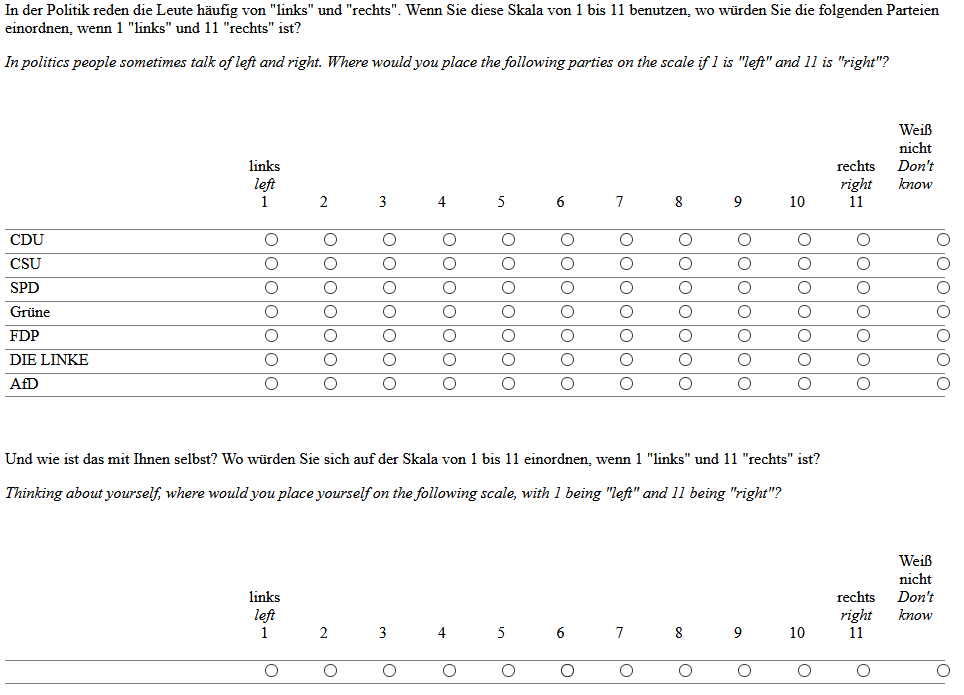 In der Politik reden die Leute häufig von "links" und "rechts". Wenn Sie diese Skala von 1 bis 11 benutzen, wo würden Sie die folgenden Parteien
einordnen, wenn 1 "links" und 11 "rechts" ist?
In politics people sometimes talk of left and right. Where would you place the following parties on the scale if 1 is "left" and 11 is "right"?
Weiß
nicht
links rechts Don't
left right know
1 2 3 4 5 6 7 8 9 10 11
CDU
CSU
SPD
Grüne
FDP
DIE LINKE
AfD
Und wie ist das mit Ihnen selbst? Wo würden Sie sich auf der Skala von 1 bis 11 einordnen, wenn 1 "links" und 11 "rechts" ist?
Thinking about yourself, where would you place yourself on the following scale, with 1 being "left" and 11 being "right"?
Weiß
nicht
links rechts Don't
left right know
1 2 3 4 5 6 7 8 9 10 11